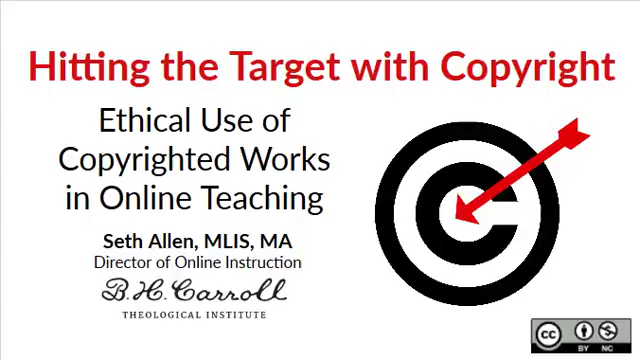 Hitting the Target with Copyright
Ethical Use of
Copyrighted Works
in Online Teaching
Seth Allen, MLIS, MA
Director of Online Instruction
B.H. Carroll
THEOLOGICAL INSTITUTE
cc
BY NC